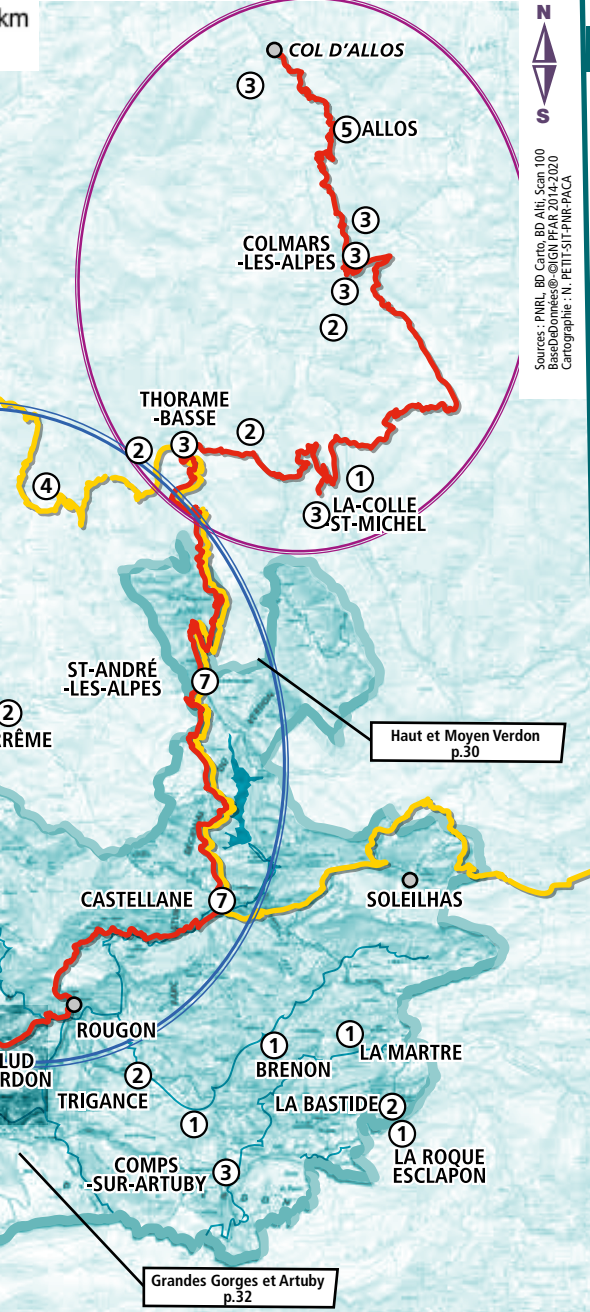 km
N
S
Sources : PNRL, BD Carto, BD Alti, Scan 100
BaseDeDonnées®-©IGN PFAR 2014-2020
Cartographie : N. PETIT-SIT-PNR-PACA
COL D'ALLOS
3
5 ALLOS
3
COLMARS
-LES-ALPES
3
3
2
THORAME
-BASSE
2
3
2
4
1
3
LA-COLLE
-ST-MICHEL
ST-ANDRÉ
-LES-ALPES
7
2
RRÊME
Haut et Moyen Verdon
p.30
CASTELLANE
7
SOLEILHAS
ROUGON
LUD
RDON
1
BRENON
1
LA MARTRE
2
TRIGANCE
LA BASTIDE 2
1
1
LA ROQUE
ESCLAPON
COMPS
-SUR-ARTUBY
3
Grandes Gorges et Artuby
p.32